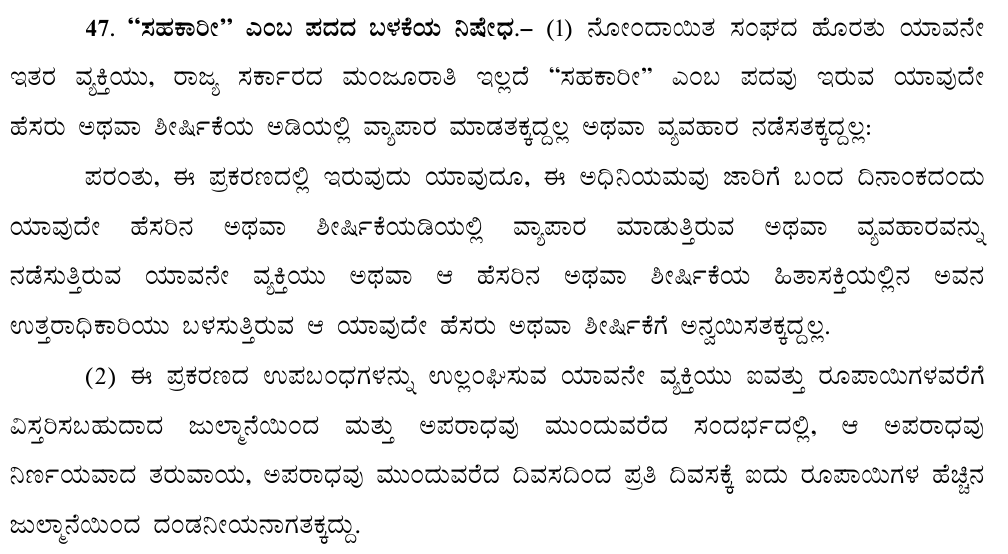 47. “ಸಹಕಾರೀ” ಎಂಬ ಪದದ ಬಳಕೆಯ ನಿಷೇಧ.– (1) ನೋಂದಾಯಿತ ಸಂಘದ ಹೊರತು ಯಾವನೇ
ಇತರ ವ್ಯಕ್ತಿಯು, ರಾಜ್ಯ ಸರ್ಕಾರದ ಮಂಜೂರಾತಿ ಇಲ್ಲದೆ “ಸಹಕಾರೀ” ಎಂಬ ಪದವು ಇರುವ ಯಾವುದೇ
ಹೆಸರು ಅಥವಾ ಶೀರ್ಷಿಕೆಯ ಅಡಿಯಲ್ಲಿ ವ್ಯಾಪಾರ ಮಾಡತಕ್ಕದ್ದಲ್ಲ ಅಥವಾ ವ್ಯವಹಾರ ನಡೆಸತಕ್ಕದ್ದಲ್ಲ:
ಪರಂತು, ಈ ಪ್ರಕರಣದಲ್ಲಿ ಇರುವುದು ಯಾವುದೂ, ಈ ಅಧಿನಿಯಮವು ಜಾರಿಗೆ ಬಂದ ದಿನಾಂಕದಂದು
ಯಾವುದೇ ಹೆಸರಿನ ಅಥವಾ ಶೀರ್ಷಿಕೆಯಡಿಯಲ್ಲಿ ವ್ಯಾಪಾರ ಮಾಡುತ್ತಿರುವ ಅಥವಾ ವ್ಯವಹಾರವನ್ನು
ನಡೆಸುತ್ತಿರುವ ಯಾವನೇ ವ್ಯಕ್ತಿಯು ಅಥವಾ ಆ ಹೆಸರಿನ ಅಥವಾ ಶೀರ್ಷಿಕೆಯ ಹಿತಾಸಕ್ತಿಯಲ್ಲಿನ ಅವನ
ಉತ್ತರಾಧಿಕಾರಿಯು ಬಳಸುತ್ತಿರುವ ಆ ಯಾವುದೇ ಹೆಸರು ಅಥವಾ ಶೀರ್ಷಿಕೆಗೆ ಅನ್ವಯಿಸತಕ್ಕದ್ದಲ್ಲ.
(2) ಈ ಪ್ರಕರಣದ ಉಪಬಂಧಗಳನ್ನು ಉಲ್ಲಂಘಿಸುವ ಯಾವನೇ ವ್ಯಕ್ತಿಯು ಐವತ್ತು ರೂಪಾಯಿಗಳವರೆಗೆ
ವಿಸ್ತರಿಸಬಹುದಾದ ಜುಲ್ಮಾನೆಯಿಂದ ಮತ್ತು ಅಪರಾಧವು ಮುಂದುವರೆದ ಸಂದರ್ಭದಲ್ಲಿ, ಆ ಅಪರಾಧವು
ನಿರ್ಣಯವಾದ ತರುವಾಯ, ಅಪರಾಧವು ಮುಂದುವರೆದ ದಿವಸದಿಂದ ಪ್ರತಿ ದಿವಸಕ್ಕೆ ಐದು ರೂಪಾಯಿಗಳ ಹೆಚ್ಚಿನ
ಜುಲ್ಮಾನೆಯಿಂದ ದಂಡನೀಯನಾಗತಕ್ಕದ್ದು.